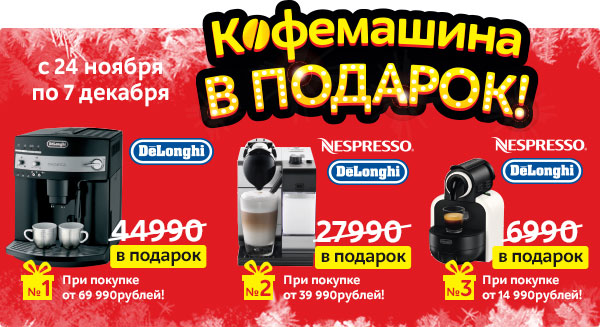 Кофемашина
В ПОДАРОК!
с 24 ноября
по 7 декабря
DeLonghi
DeLonghi
44990
в подарок
№1
При покупке
от 69 990рублей!
NESPRESSO.
DeLonghi
27990
в подарок
№2
При покупке
от 39 990рублей!
NESPRESSO.
DeLonghi
6990
в подарок
№3
При покупке
от 14 990рублей!